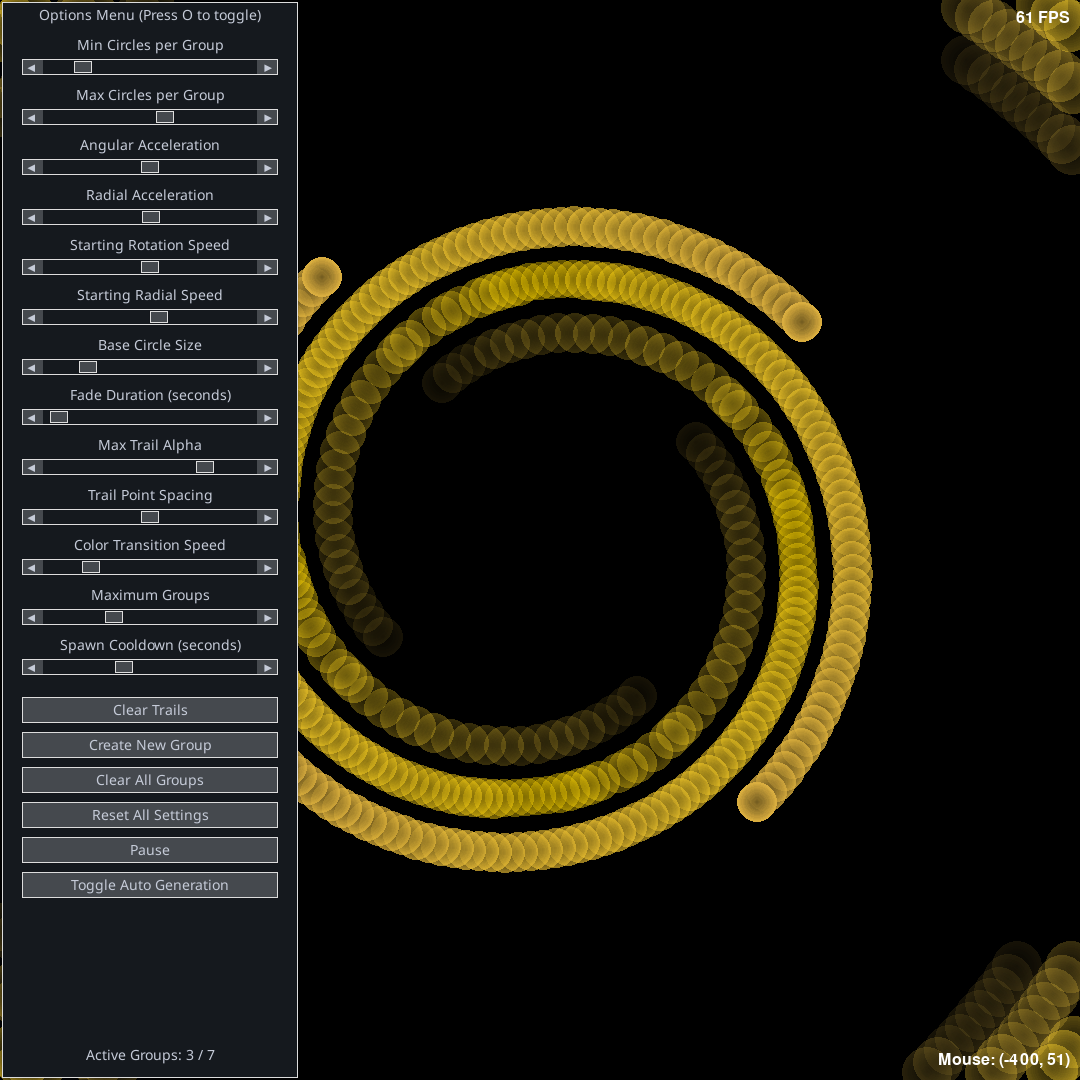 Options Menu (Press O to toggle)
61 FPS
Min Circles per Group
Max Circles per Group
Angular Acceleration
Radial Acceleration
Starting Rotation Speed
Starting Radial Speed
Base Circle Size
Fade Duration (seconds)
Max Trail Alpha
Trail Point Spacing
Color Transition Speed
Maximum Groups
Spawn Cooldown (seconds)
Clear Trails
Create New Group
Clear All Groups
Reset All Settings
Pause
Toggle Auto Generation
Active Groups: 3 / 7
Mouse: (-400, 51)